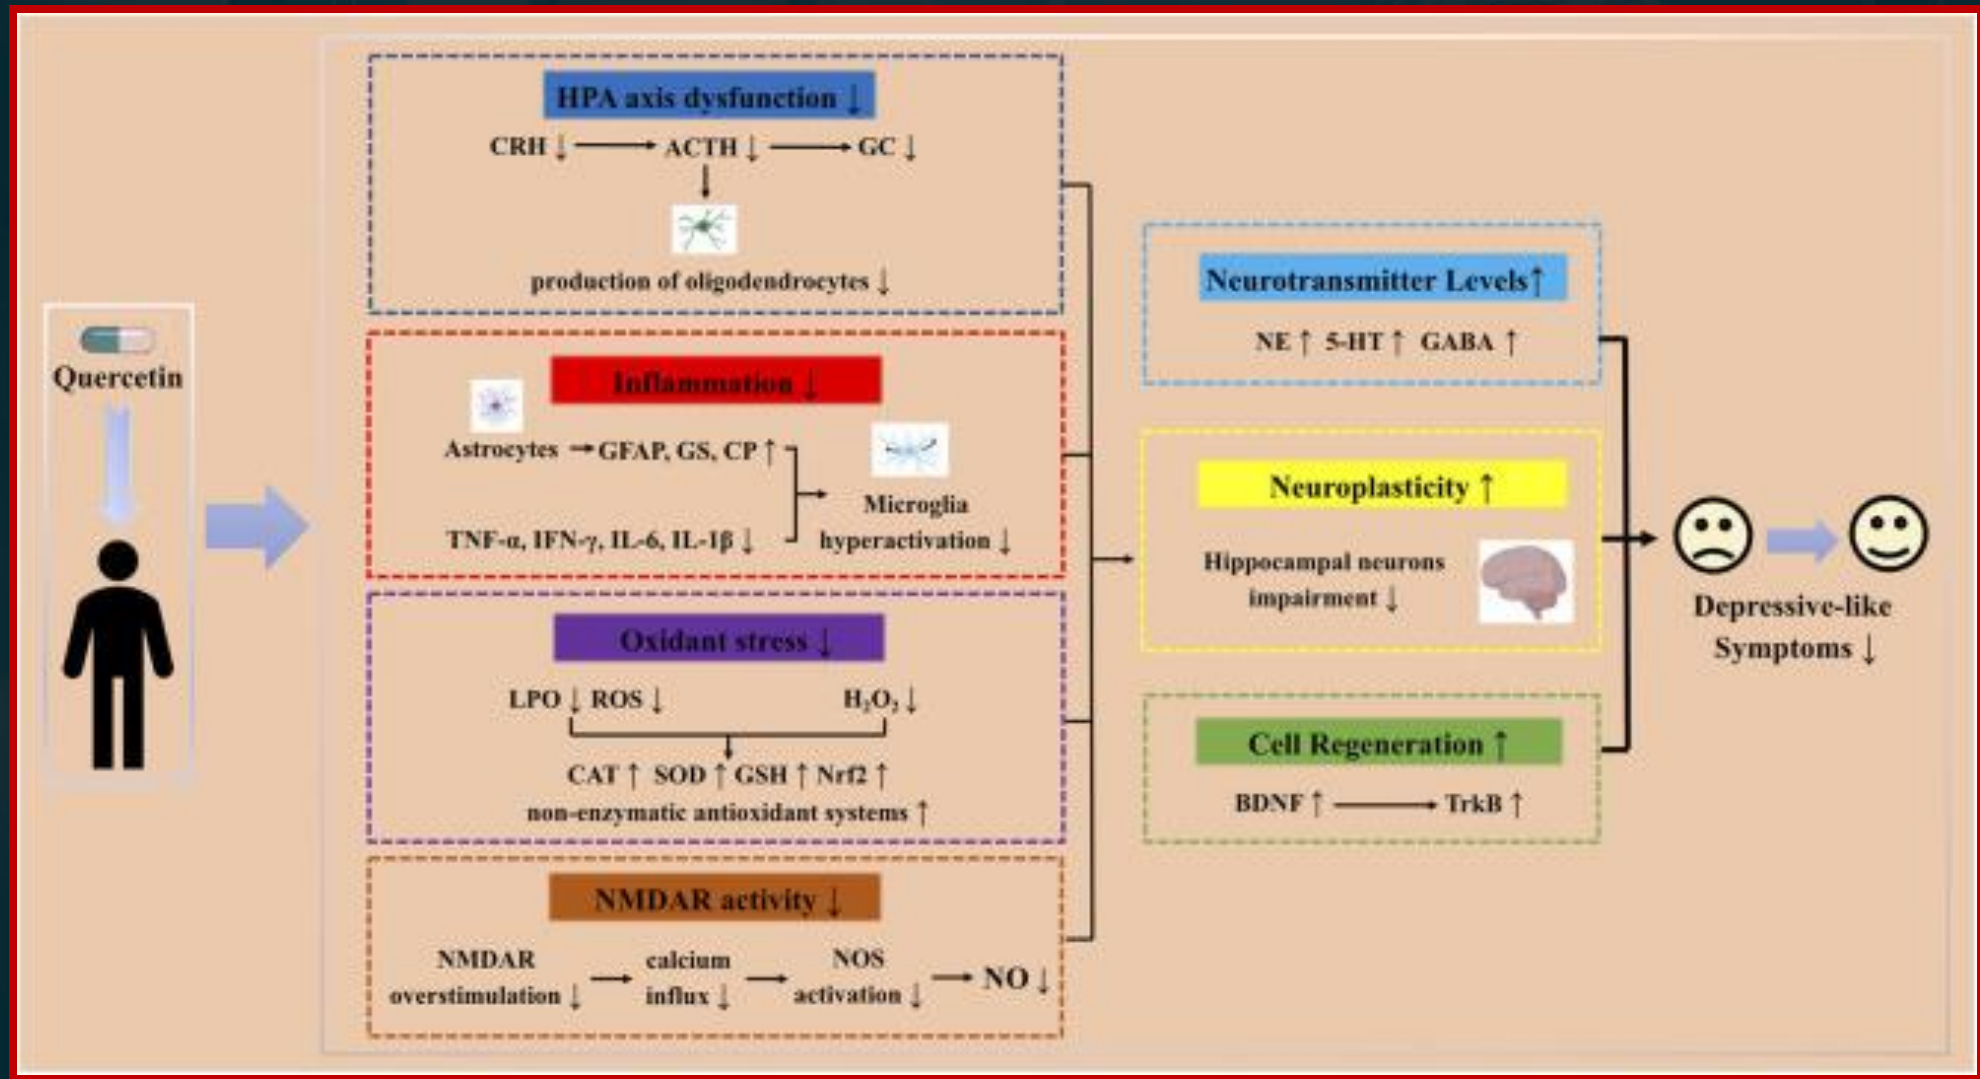 Quercetin
HPA axis dysfunction ↓
CRH ↓ → ACTH ↓ → GC ↓
↓
production of oligodendrocytes ↓
Inflammation ↓
Astrocytes → GFAP, GS, CP ↑
TNF-α, IFN-γ, IL-6, IL-1β ↓
Microglia
hyperactivation ↓
Oxidant stress ↓
LPO ↓ ROS ↓ H₂O₂ ↓
CAT ↑ SOD ↑ GSH ↑ Nrf2 ↑
non-enzymatic antioxidant systems ↑
NMDAR activity ↓
NMDAR
overstimulation ↓
→
calcium
influx ↓
→
NOS
activation ↓
→ NO ↓
Neurotransmitter Levels↑
NE ↑ 5-HT ↑ GABA ↑
Neuroplasticity ↑
Hippocampal neurons
impairment ↓
Cell Regeneration ↑
BDNF ↑ → TrkB ↑
Depressive-like
Symptoms ↓